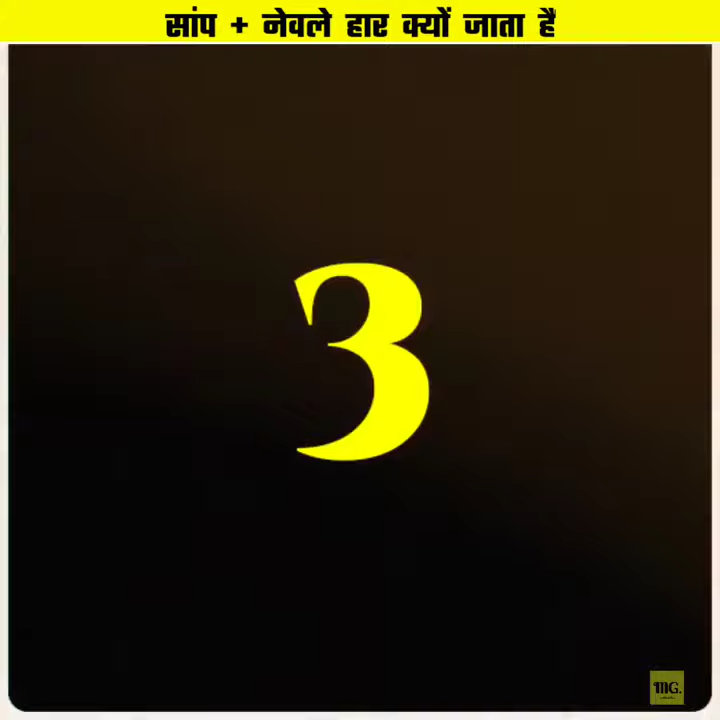 सांप + नेवले हार क्यों जाता हैं
3
MG.